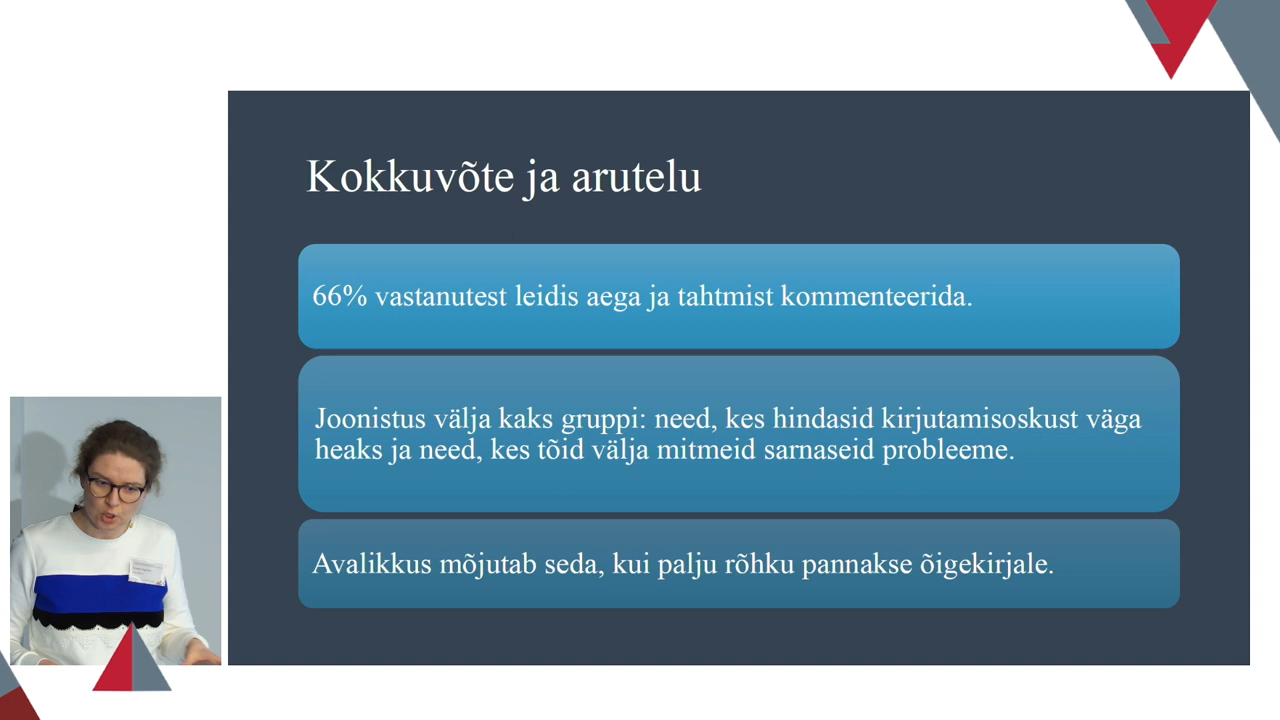 Kokkuvõte ja arutelu
66% vastanutest leidis aega ja tahtmist kommenteerida.
Joonistus välja kaks gruppi: need, kes hindasid kirjutamisoskust väga
heaks ja need, kes tõid välja mitmeid sarnaseid probleeme.
Avalikkus mõjutab seda, kui palju rõhku pannakse õigekirjale.